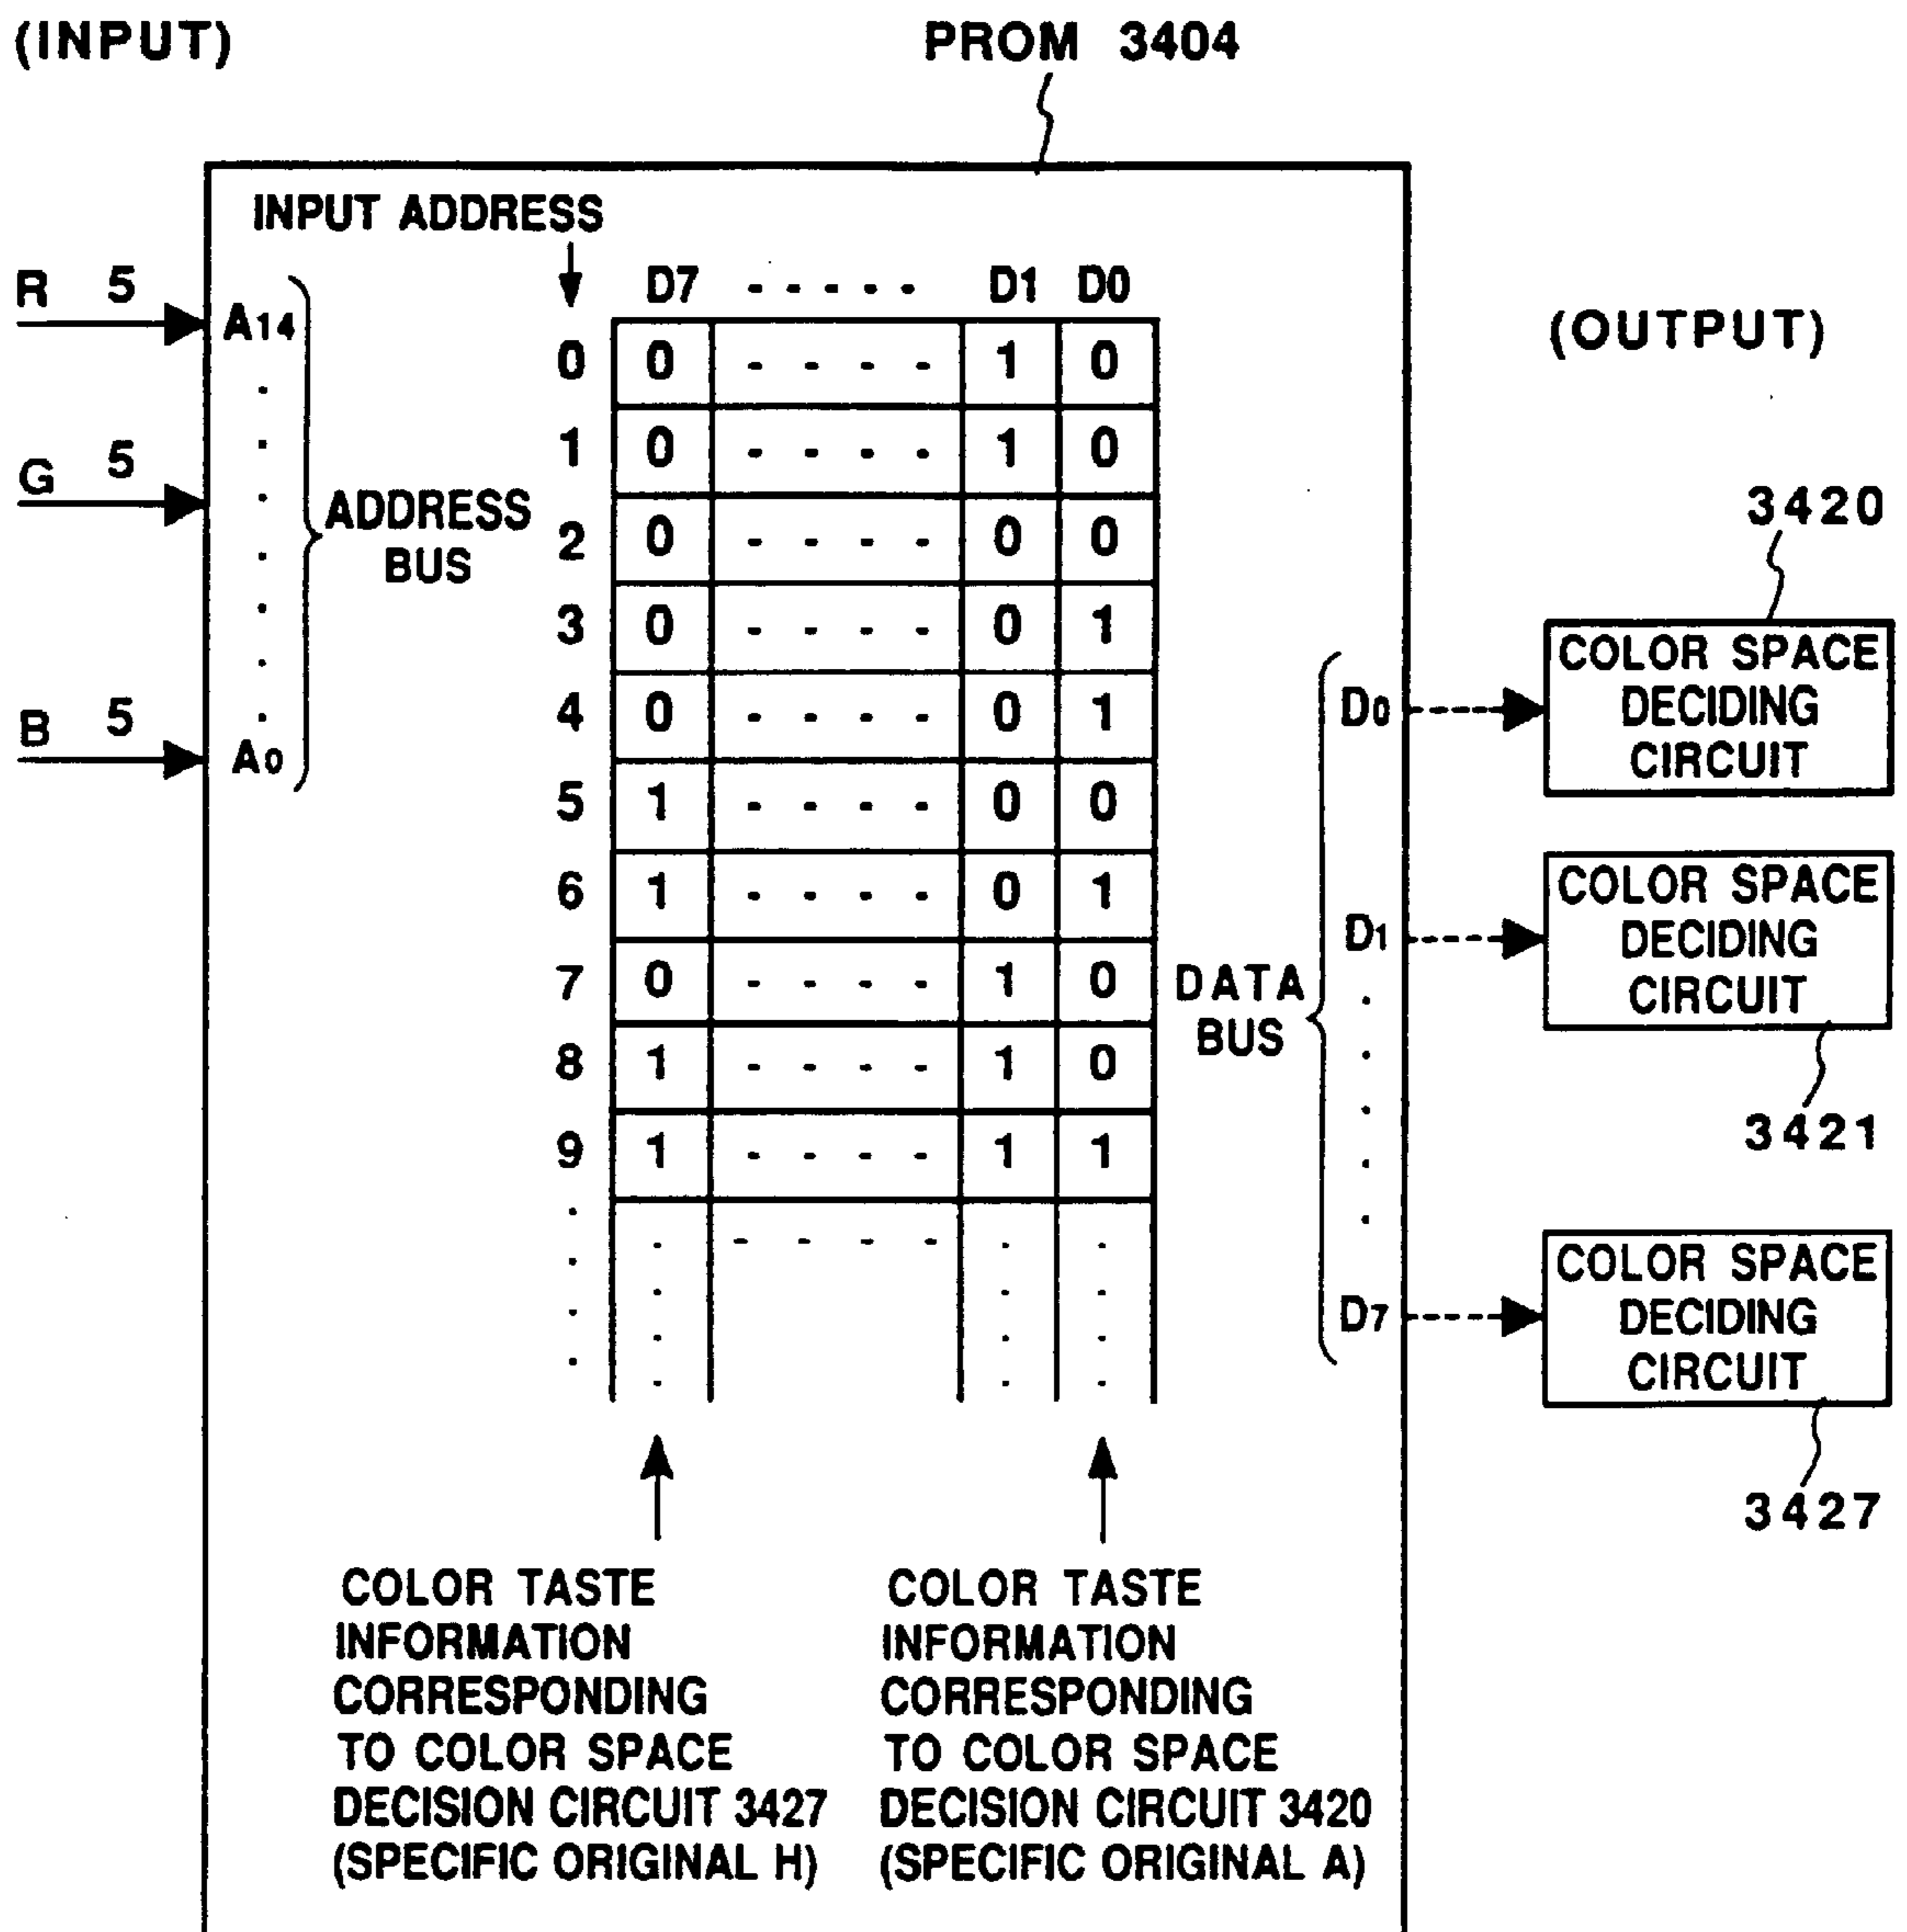 (INPUT)
PROM 3404
INPUT ADDRESS
D7 - - - - - D1 D0
R 5
A14
G 5
ADDRESS
BUS
B 5
A0
0 0 - - - - 1 0
1 0 - - - - 1 0
2 0 - - - - 0 0
3 0 - - - - 0 1
4 0 - - - - 0 1
5 1 - - - - 0 0
6 1 - - - - 0 1
7 0 - - - - 1 0
8 1 - - - - 1 0
9 1 - - - - 1 1
DATA
BUS
(OUTPUT)
3420
D0
COLOR SPACE
DECIDING
CIRCUIT
D1
COLOR SPACE
DECIDING
CIRCUIT
3421
D7
COLOR SPACE
DECIDING
CIRCUIT
3427
COLOR TASTE
INFORMATION
CORRESPONDING
TO COLOR SPACE
DECISION CIRCUIT 3427
(SPECIFIC ORIGINAL H)
COLOR TASTE
INFORMATION
CORRESPONDING
TO COLOR SPACE
DECISION CIRCUIT 3420
(SPECIFIC ORIGINAL A)